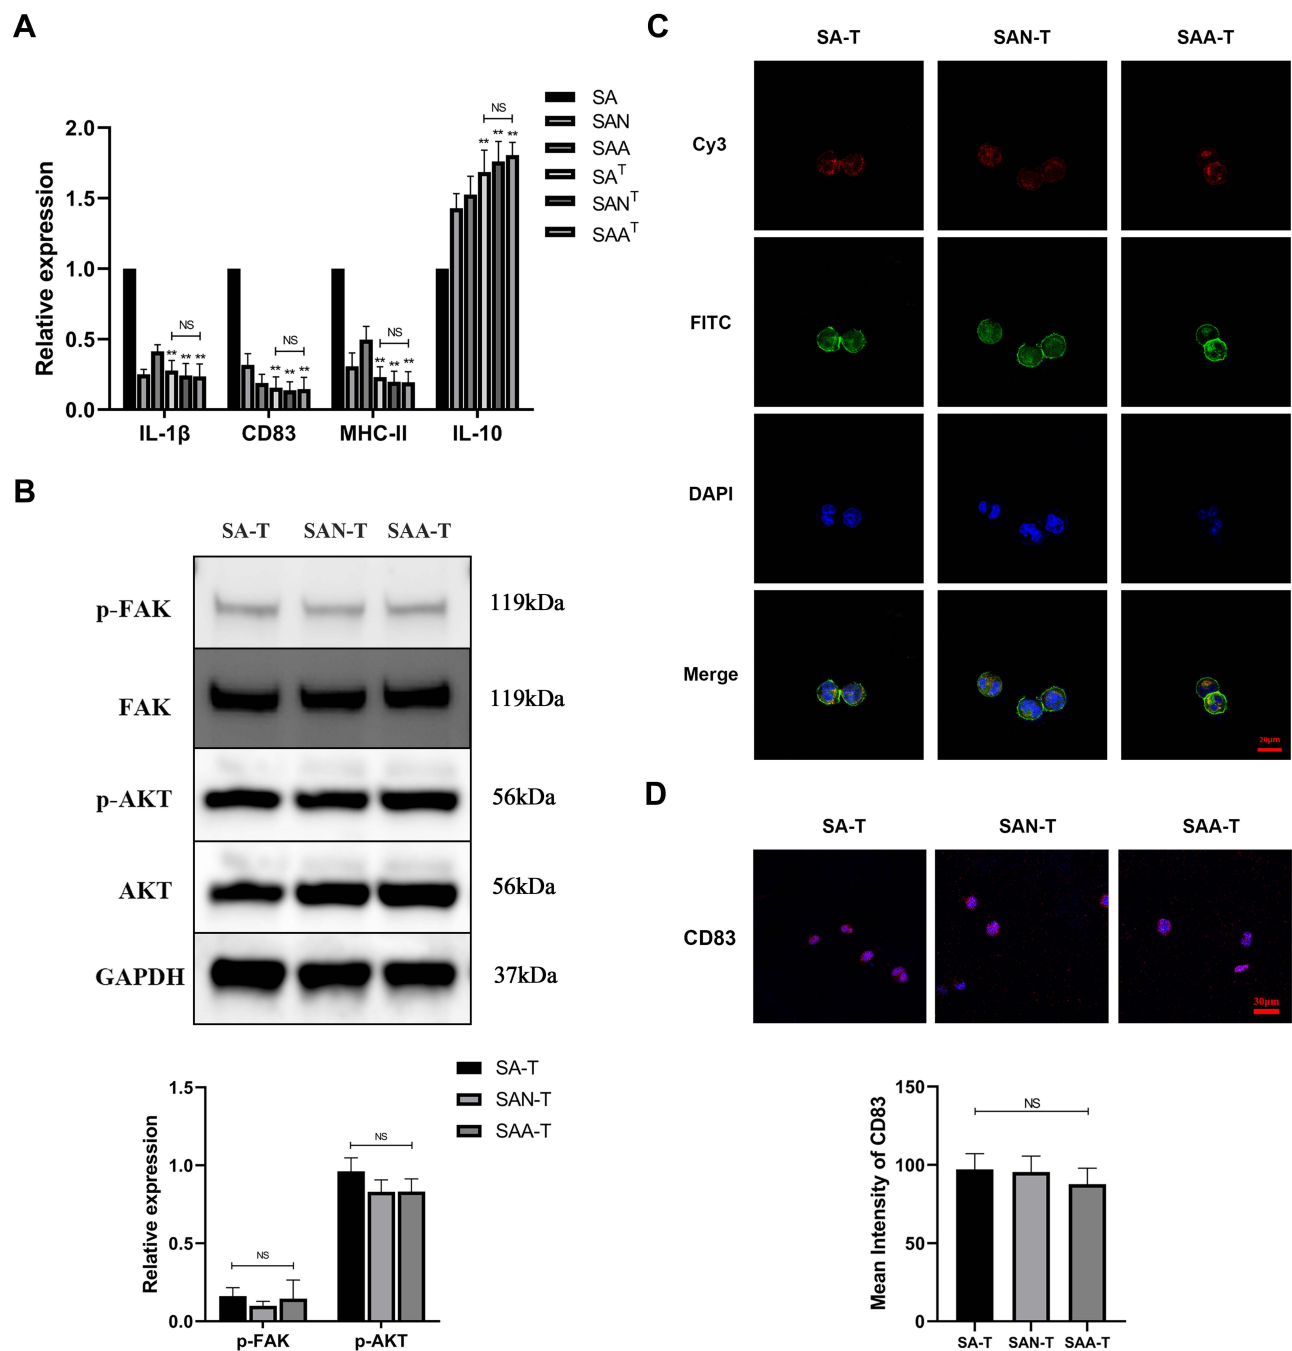 A
SA
SAN
SAA
SAᵀ
SANᵀ
SAAᵀ
Relative expression
2.0
1.5
1.0
0.5
0.0
NS
** ** **
NS
** ** **
NS
** ** **
NS
** ** **
IL-1β CD83 MHC-II IL-10
B
SA-T SAN-T SAA-T
p-FAK 119kDa
FAK 119kDa
p-AKT 56kDa
AKT 56kDa
GAPDH 37kDa
SA-T
SAN-T
SAA-T
Relative expression
1.5
1.0
0.5
0.0
NS
NS
p-FAK p-AKT
C
SA-T SAN-T SAA-T
Cy3
FITC
DAPI
Merge
20μm
D
SA-T SAN-T SAA-T
CD83
30μm
Mean Intensity of CD83
150
100
50
0
NS
SA-T SAN-T SAA-T